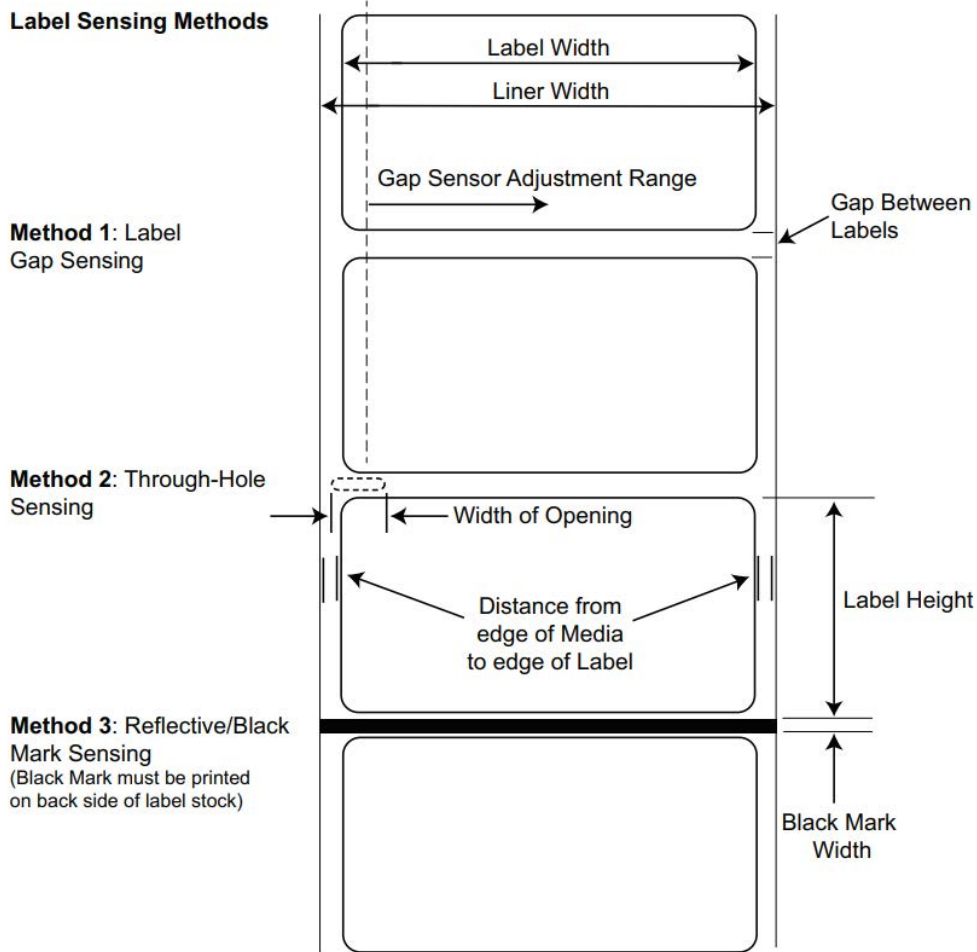 Label Sensing Methods
Label Width
Liner Width
Gap Sensor Adjustment Range
Gap Between
Labels
Method 1: Label
Gap Sensing
Method 2: Through-Hole
Sensing
Width of Opening
Distance from
edge of Media
to edge of Label
Label Height
Method 3: Reflective/Black
Mark Sensing
(Black Mark must be printed
on back side of label stock)
Black Mark
Width